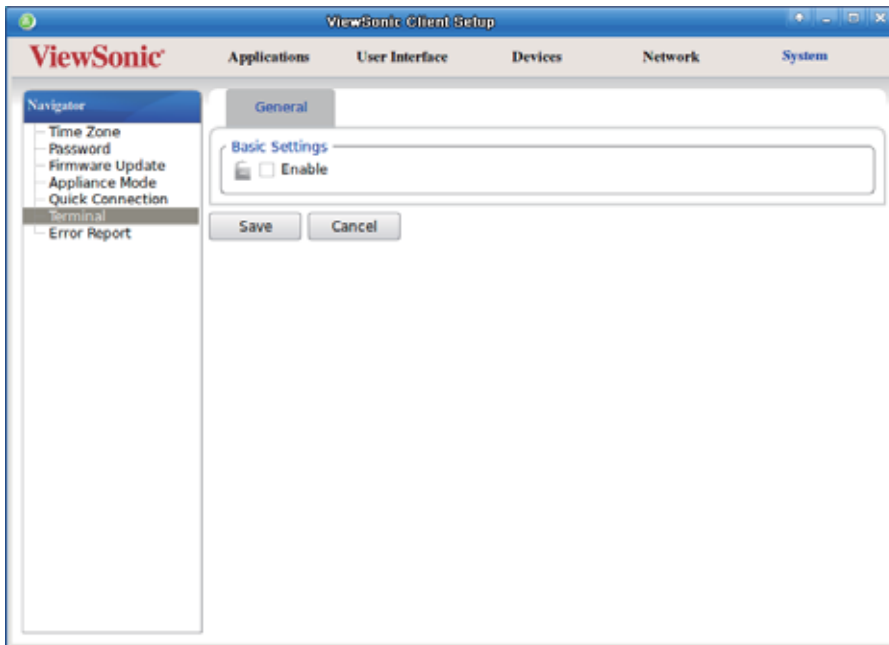 ViewSonic Client Setup
ViewSonic®
Applications User Interface Devices Network System
Navigator
Time Zone
Password
Firmware Update
Appliance Mode
Quick Connection
Terminal
Error Report
General
Basic Settings
Enable
Save Cancel